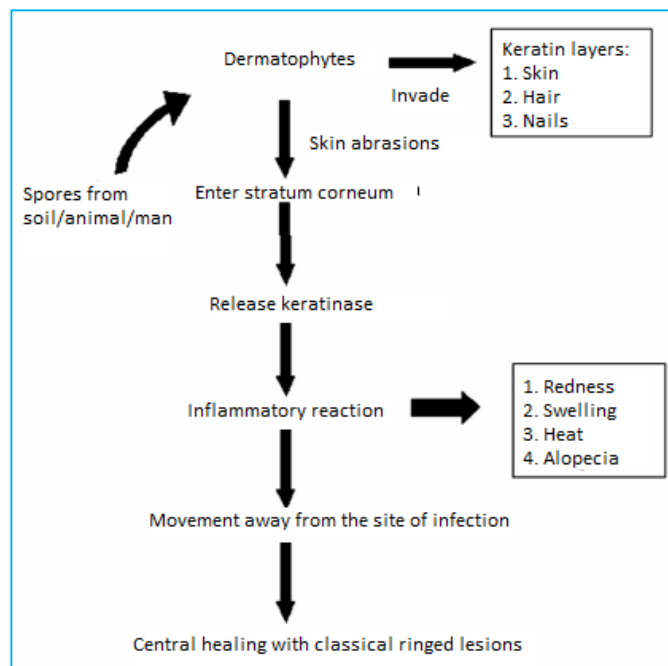 Dermatophytes
Invade
Keratin layers:
1. Skin
2. Hair
3. Nails
Skin abrasions
Spores from
soil/animal/man
Enter stratum corneum
Release keratinase
Inflammatory reaction
1. Redness
2. Swelling
3. Heat
4. Alopecia
Movement away from the site of infection
Central healing with classical ringed lesions